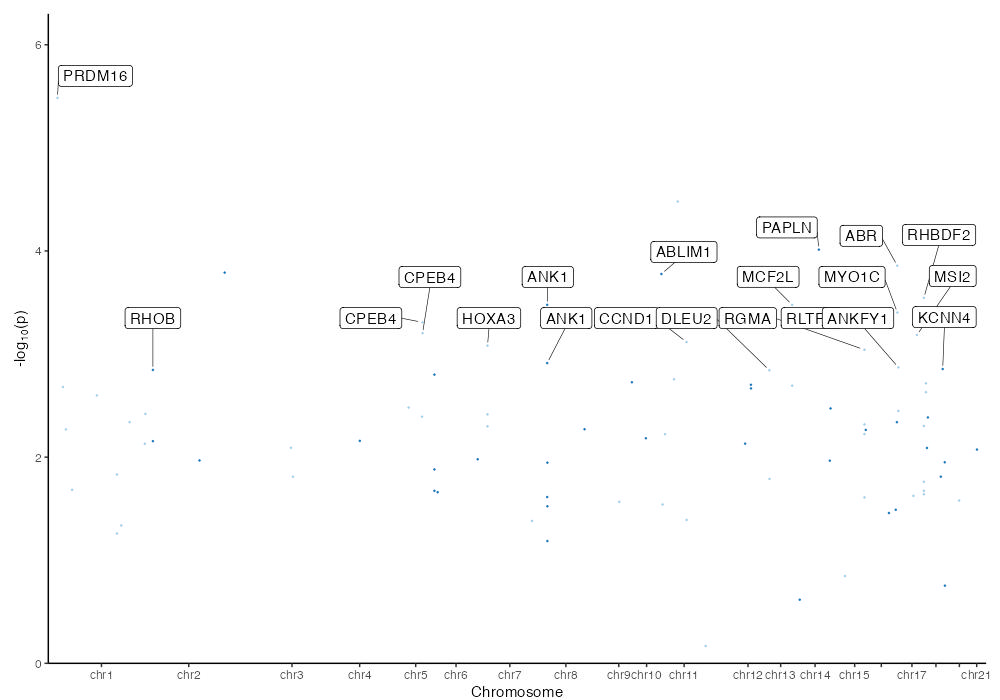 6
PRDM16
4
PAPLN
ABR
RHBDF2
ABLIM1
CPEB4
ANK1
MCF2L
MYO1C
MSI2
RHOB
CPEB4
HOXA3
ANK1
CCND1
DLEU2
RGMA
ANKFY1
KCNN4
-log10(p)
2
0
chr1
chr2
chr3
chr4
chr5
chr6
chr7
chr8
chr9
chr10
chr11
chr12
chr13
chr14
chr15
chr17
chr21
Chromosome